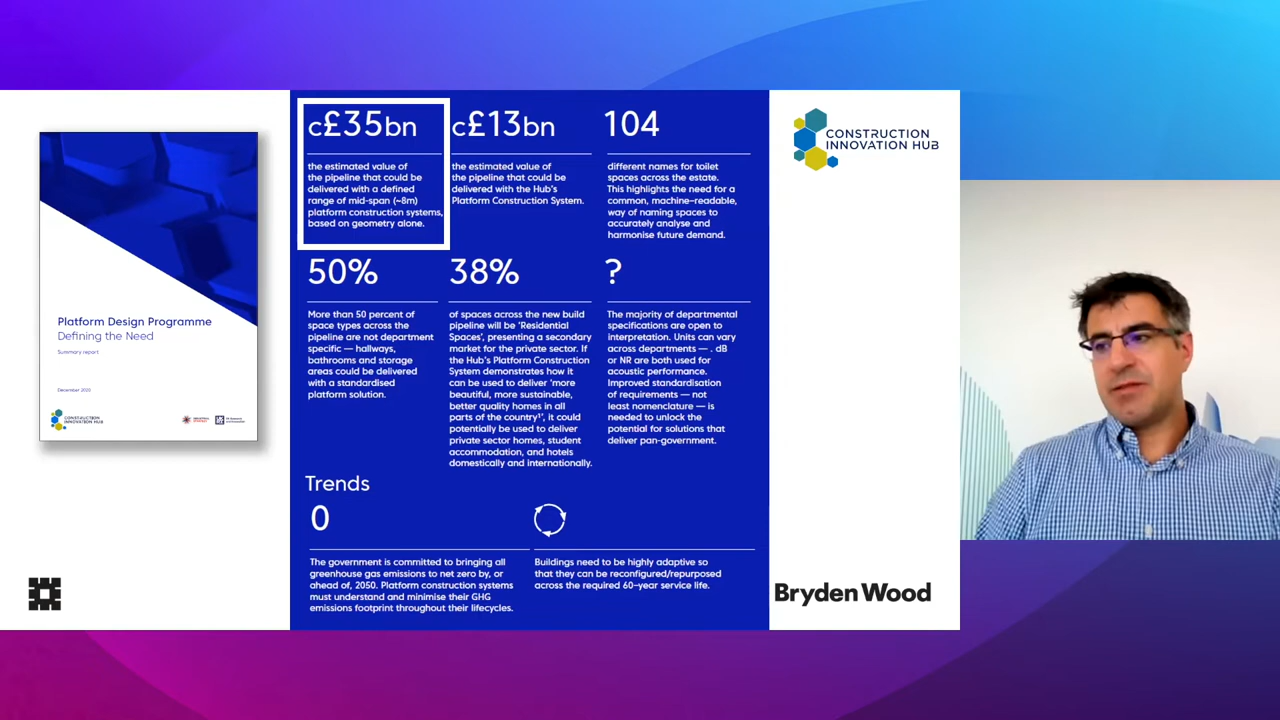 Platform Design Programme
Defining the Need
Summary report
CONSTRUCTION
INNOVATION HUB
c£35bn
the estimated value of
the pipeline that could be
delivered with a defined
range of mid-span (~8m)
platform construction systems,
based on geometry alone.
c£13bn
the estimated value of
the pipeline that could be
delivered with the Hub's
Platform Construction System.
104
different names for toilet
spaces across the estate.
This highlights the need for a
common, machine-readable,
way of naming spaces to
accurately analyse and
harmonise future demand.
50%
More than 50 percent of
space types across the
pipeline are not department
specific — hallways,
bathrooms and storage
areas could be delivered
with a standardised
platform solution.
38%
of spaces across the new build
pipeline will be 'Residential
Spaces', presenting a secondary
market for the private sector. If
the Hub's Platform Construction
System demonstrates how it
can be used to deliver 'more
beautiful, more sustainable,
better quality homes in all
parts of the country¹', it could
potentially be used to deliver
private sector homes, student
accommodation, and hotels
domestically and internationally.
?
The majority of departmental
specifications are open to
interpretation. Units can vary
across departments — . dB
or NR are both used for
acoustic performance.
Improved standardisation
of requirements — not
least nomenclature — is
needed to unlock the
potential for solutions that
deliver pan-government.
Trends
0
The government is committed to bringing all
greenhouse gas emissions to net zero by, or
ahead of, 2050. Platform construction systems
must understand and minimise their GHG
emissions footprint throughout their lifecycles.
Buildings need to be highly adaptive so
that they can be reconfigured/repurposed
across the required 60-year service life.
CONSTRUCTION
INNOVATION HUB
Bryden Wood